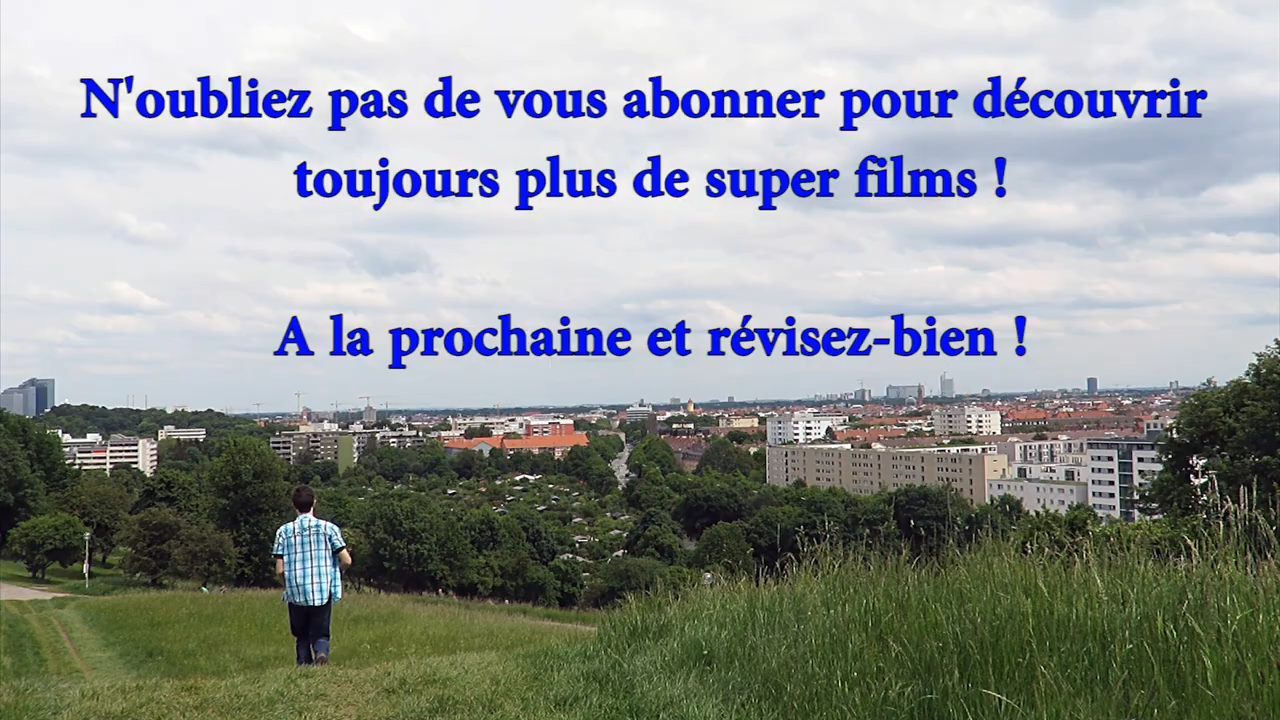 N'oubliez pas de vous abonner pour découvrir
toujours plus de super films !
A la prochaine et révisez-bien !